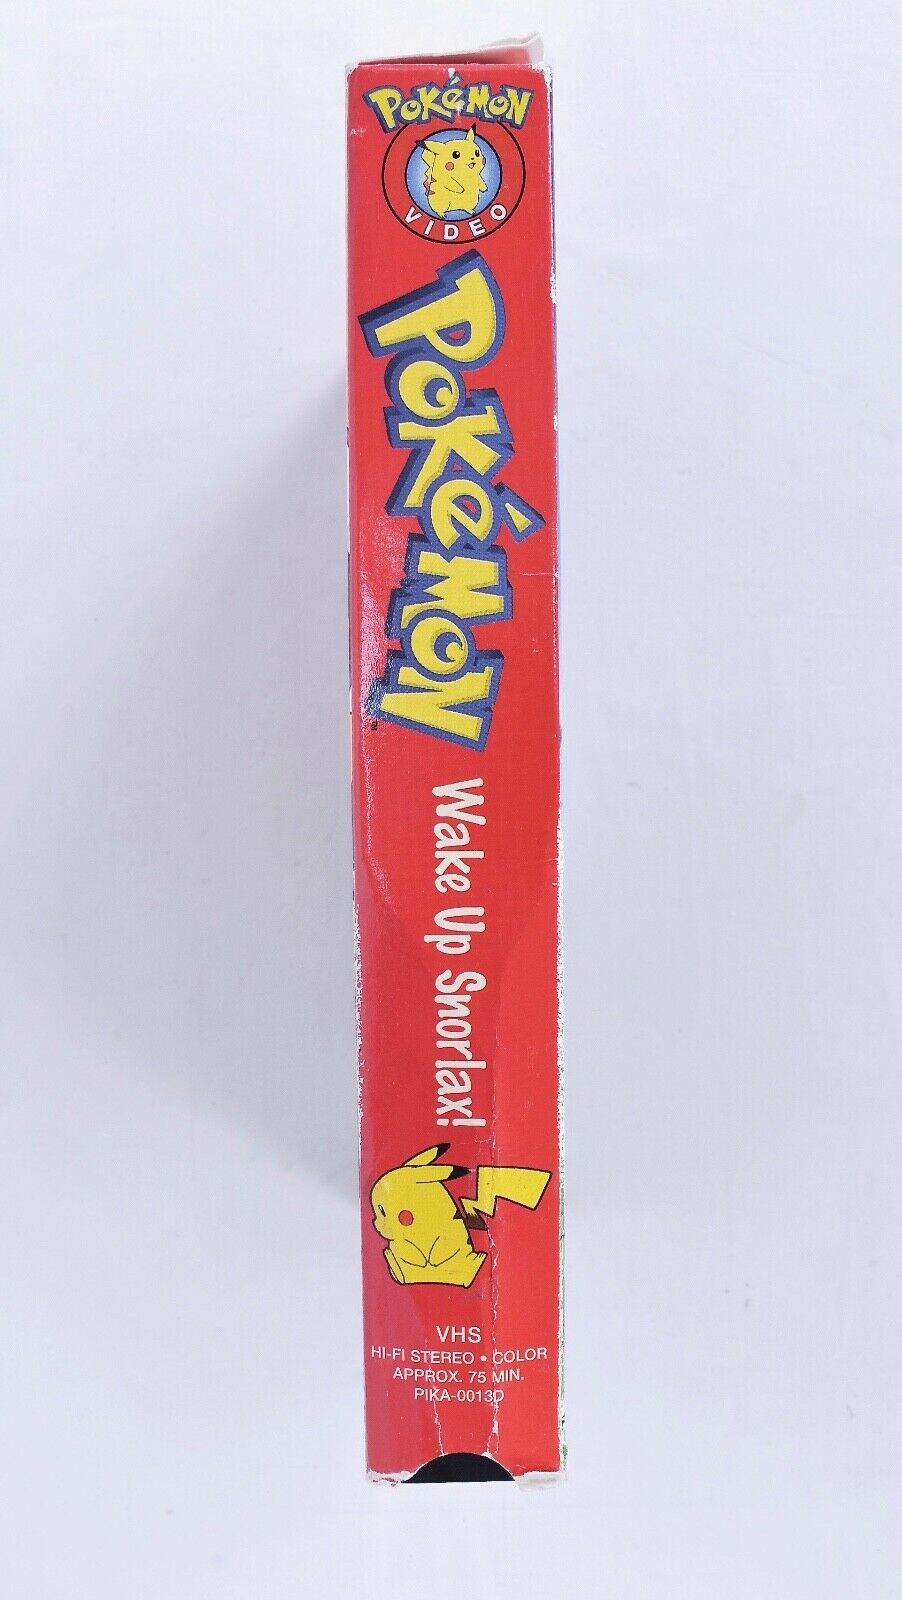 POKéMON
VIDEO
POKéMON
Wake Up Snorlax!
VHS
HI-FI STEREO • COLOR
APPROX. 75 MIN.
PIKA-0013D